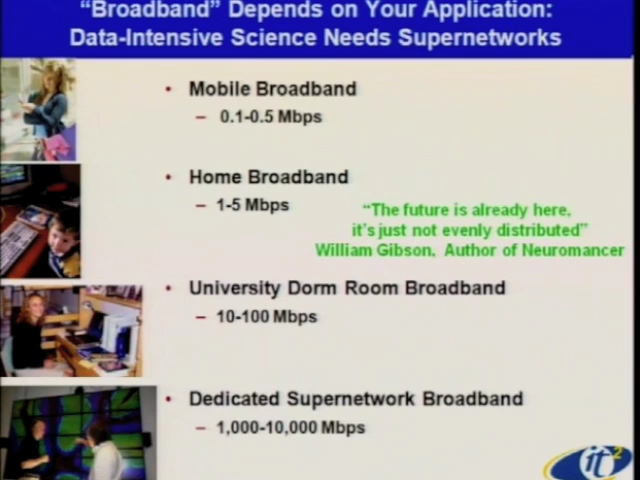 “Broadband” Depends on Your Application:
Data-Intensive Science Needs Supernetworks
• Mobile Broadband
– 0.1-0.5 Mbps
• Home Broadband
– 1-5 Mbps
“The future is already here,
it’s just not evenly distributed”
William Gibson, Author of Neuromancer
• University Dorm Room Broadband
– 10-100 Mbps
• Dedicated Supernetwork Broadband
– 1,000-10,000 Mbps
it2